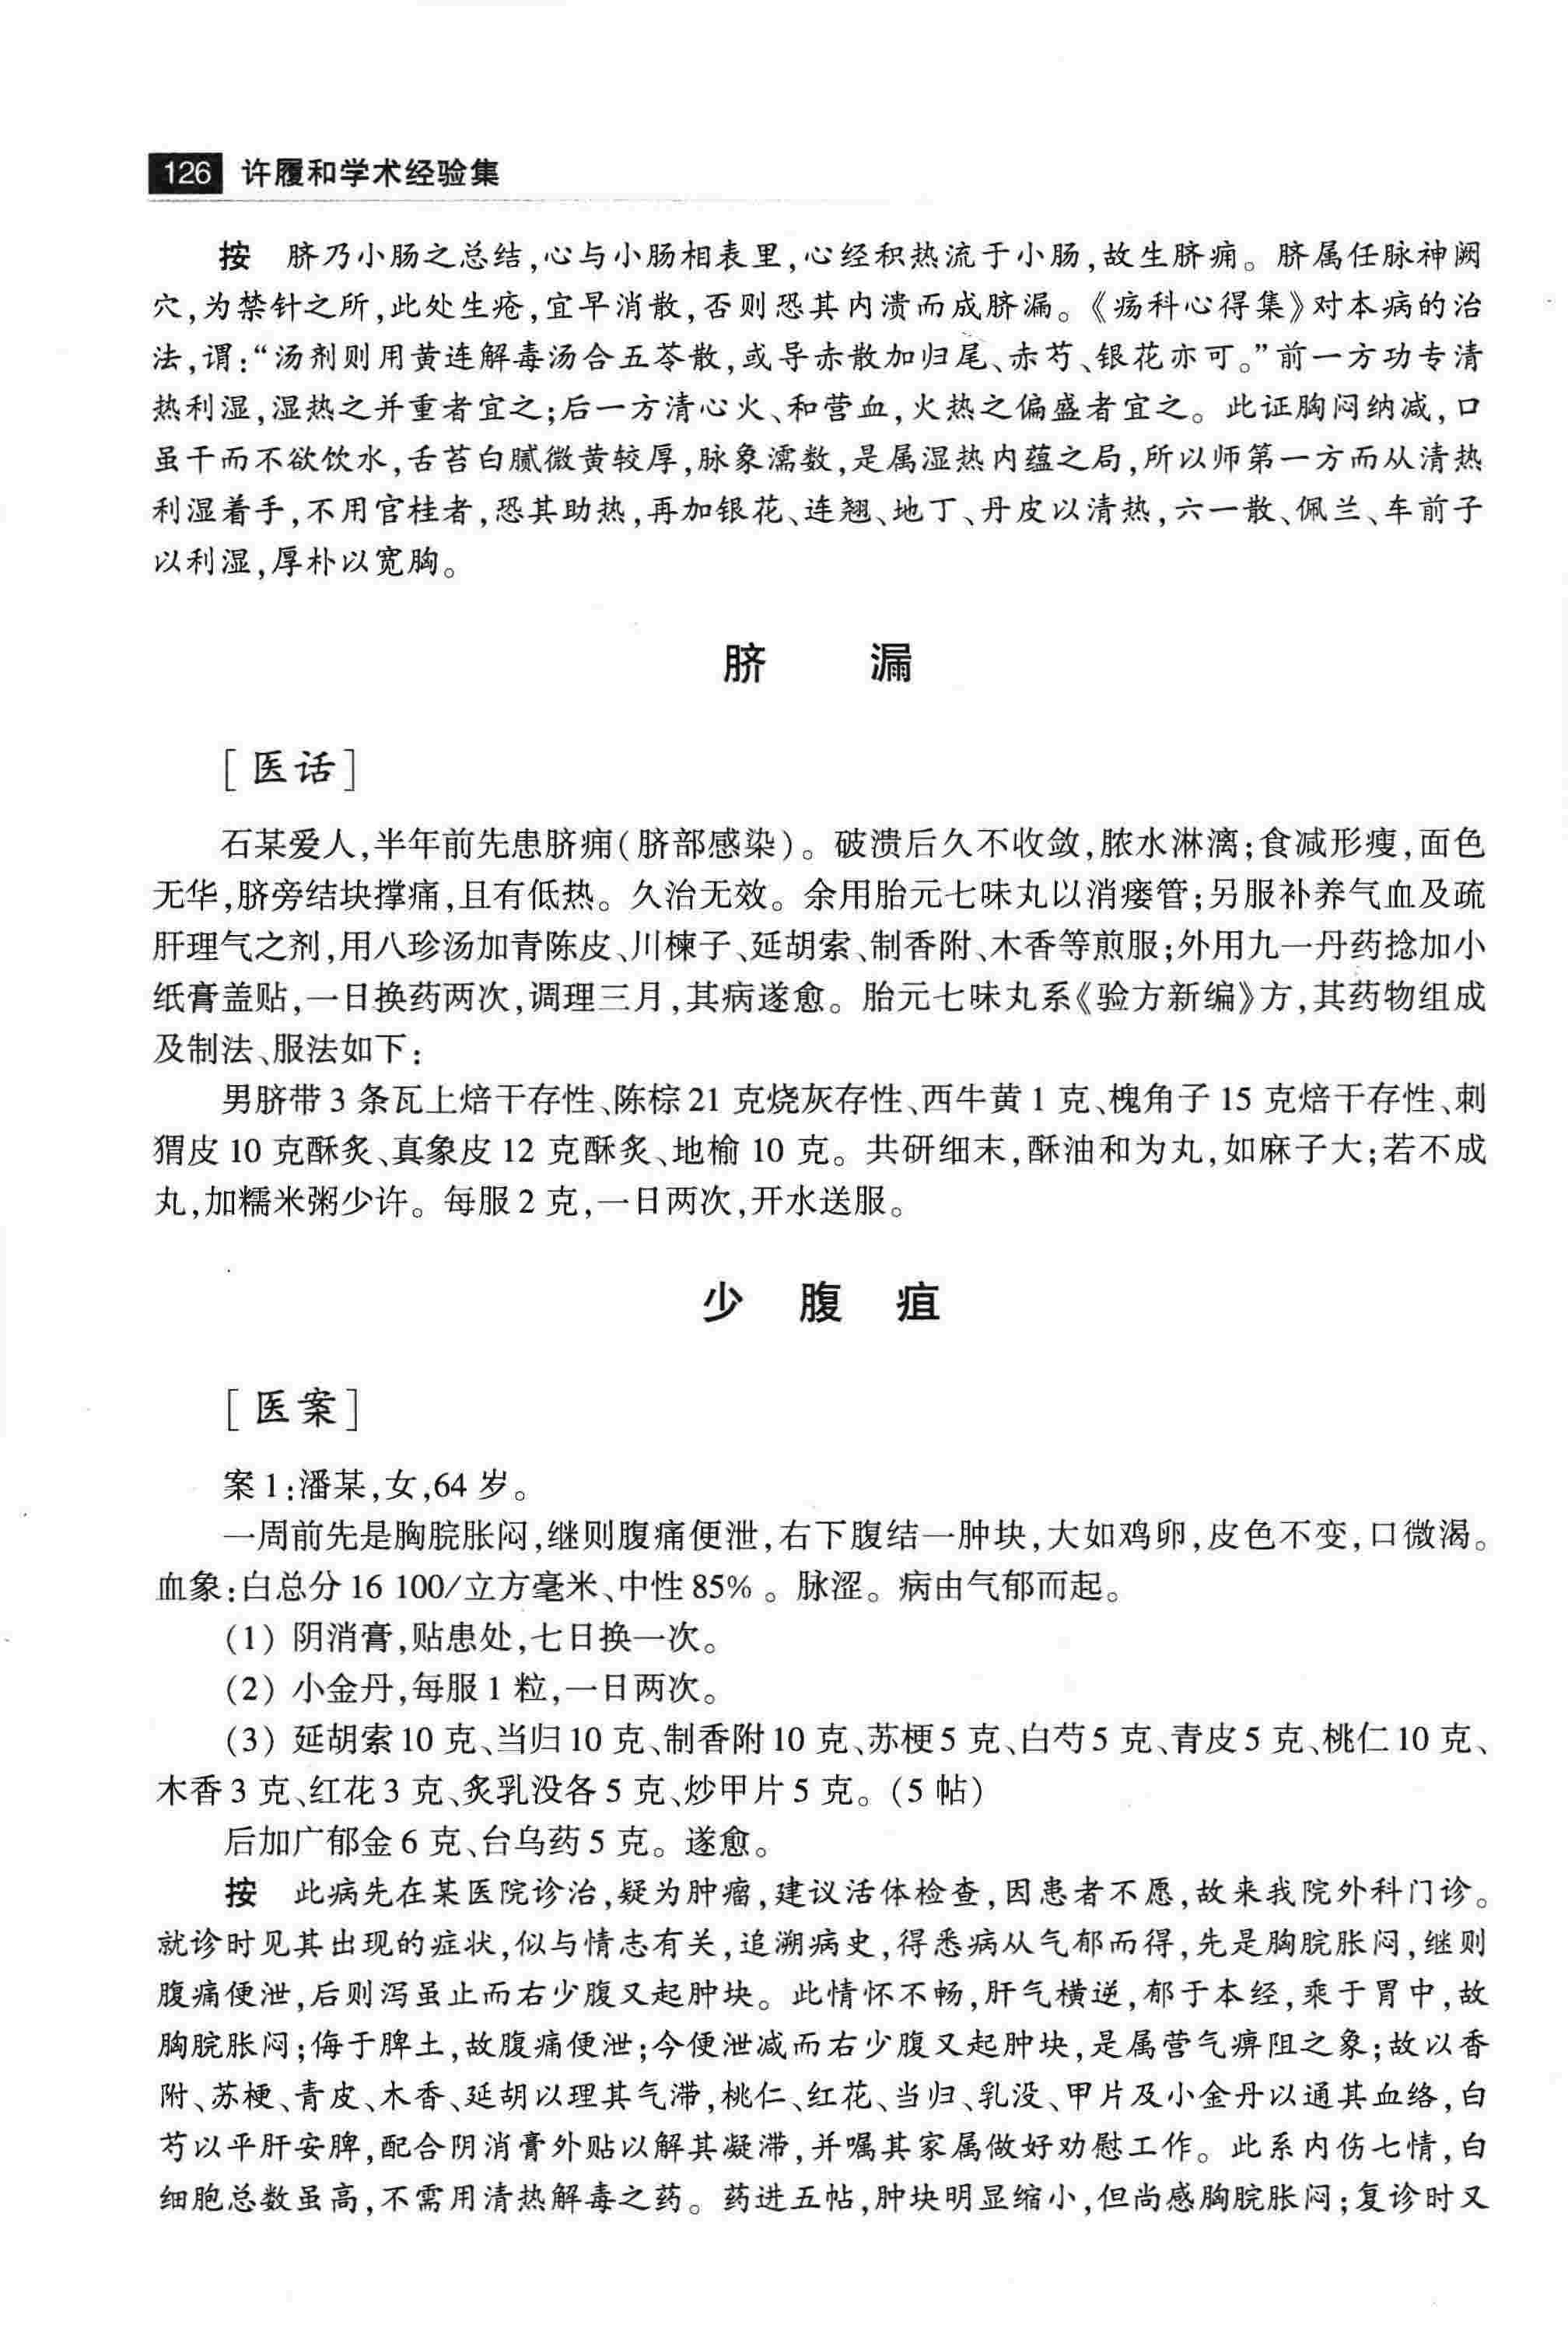 126 许履和学术经验集
按 脐乃小肠之总结,心与小肠相表里,心经积热流于小肠,故生脐痈。脐属任脉神阙
穴,为禁针之所,此处生疮,宜早消散,否则恐其内溃而成脐漏。《疡科心得集》对本病的治
法,谓:“汤剂则用黄连解毒汤合五苓散,或导赤散加归尾、赤芍、银花亦可。”前一方功专清
热利湿,湿热之并重者宜之;后一方清心火、和营血,火热之偏盛者宜之。此证胸闷纳减,口
虽干而不欲饮水,舌苔白腻微黄较厚,脉象濡数,是属湿热内蕴之局,所以师第一方而从清热
利湿着手,不用官桂者,恐其助热,再加银花、连翘、地丁、丹皮以清热,六一散、佩兰、车前子
以利湿,厚朴以宽胸。
脐 漏
[医话]
石某爱人,半年前先患脐痈(脐部感染)。破溃后久不收敛,脓水淋漓;食减形瘦,面色
无华,脐旁结块撑痛,且有低热。久治无效。余用胎元七味丸以消瘘管;另服补养气血及疏
肝理气之剂,用八珍汤加青陈皮、川楝子、延胡索、制香附、木香等煎服;外用九一丹药捻加小
纸膏盖贴,一日换药两次,调理三月,其病遂愈。胎元七味丸系《验方新编》方,其药物组成
及制法、服法如下:
男脐带 3 条瓦上焙干存性、陈棕 21 克烧灰存性、西牛黄 1 克、槐角子 15 克焙干存性、刺
猬皮 10 克酥炙、真象皮 12 克酥炙、地榆 10 克。共研细末,酥油和为丸,如麻子大;若不成
丸,加糯米粥少许。每服 2 克,一日两次,开水送服。
少 腹 疽
[医案]
案 1:潘某,女,64 岁。
一周前先是胸脘胀闷,继则腹痛便泄,右下腹结一肿块,大如鸡卵,皮色不变,口微渴。
血象:白总分 16 100/立方毫米、中性 85% 。脉涩。病由气郁而起。
(1) 阴消膏,贴患处,七日换一次。
(2) 小金丹,每服 1 粒,一日两次。
(3) 延胡索 10 克、当归 10 克、制香附 10 克、苏梗 5 克、白芍 5 克、青皮 5 克、桃仁 10 克、
木香 3 克、红花 3 克、炙乳没各 5 克、炒甲片 5 克。(5 帖)
后加广郁金 6 克、台乌药 5 克。遂愈。
按 此病先在某医院诊治,疑为肿瘤,建议活体检查,因患者不愿,故来我院外科门诊。
就诊时见其出现的症状,似与情志有关,追溯病史,得悉病从气郁而得,先是胸脘胀闷,继则
腹痛便泄,后则泻虽止而右少腹又起肿块。此情怀不畅,肝气横逆,郁于本经,乘于胃中,故
胸脘胀闷;侮于脾土,故腹痛便泄;今便泄减而右少腹又起肿块,是属营气痹阻之象;故以香
附、苏梗、青皮、木香、延胡以理其气滞,桃仁、红花、当归、乳没、甲片及小金丹以通其血络,白
芍以平肝安脾,配合阴消膏外贴以解其凝滞,并嘱其家属做好劝慰工作。此系内伤七情,白
细胞总数虽高,不需用清热解毒之药。药进五帖,肿块明显缩小,但尚感胸脘胀闷;复诊时又